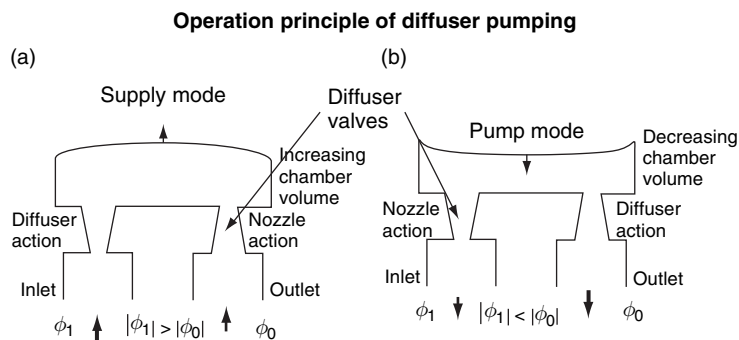 Operation principle of diffuser pumping
(a)
Supply mode
Diffuser
valves
Increasing
chamber
volume
Diffuser
action
Nozzle
action
Inlet
Outlet
ϕ₁
|ϕ₁| > |ϕ₀|
ϕ₀
(b)
Pump mode
Decreasing
chamber
volume
Nozzle
action
Diffuser
action
Inlet
Outlet
ϕ₁
|ϕ₁| < |ϕ₀|
ϕ₀